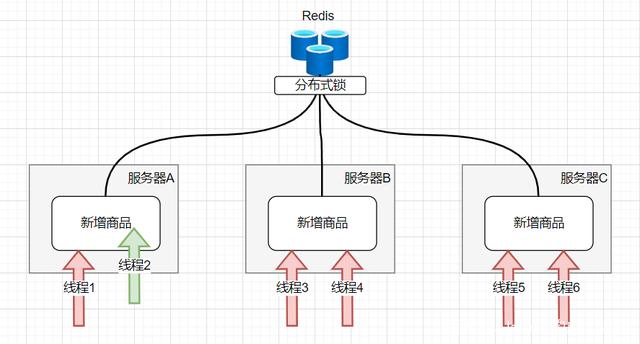 Redis
分布式锁
服务器A
服务器B
服务器C
新增商品
新增商品
新增商品
线程1
线程2
线程3
线程4
线程5
线程6